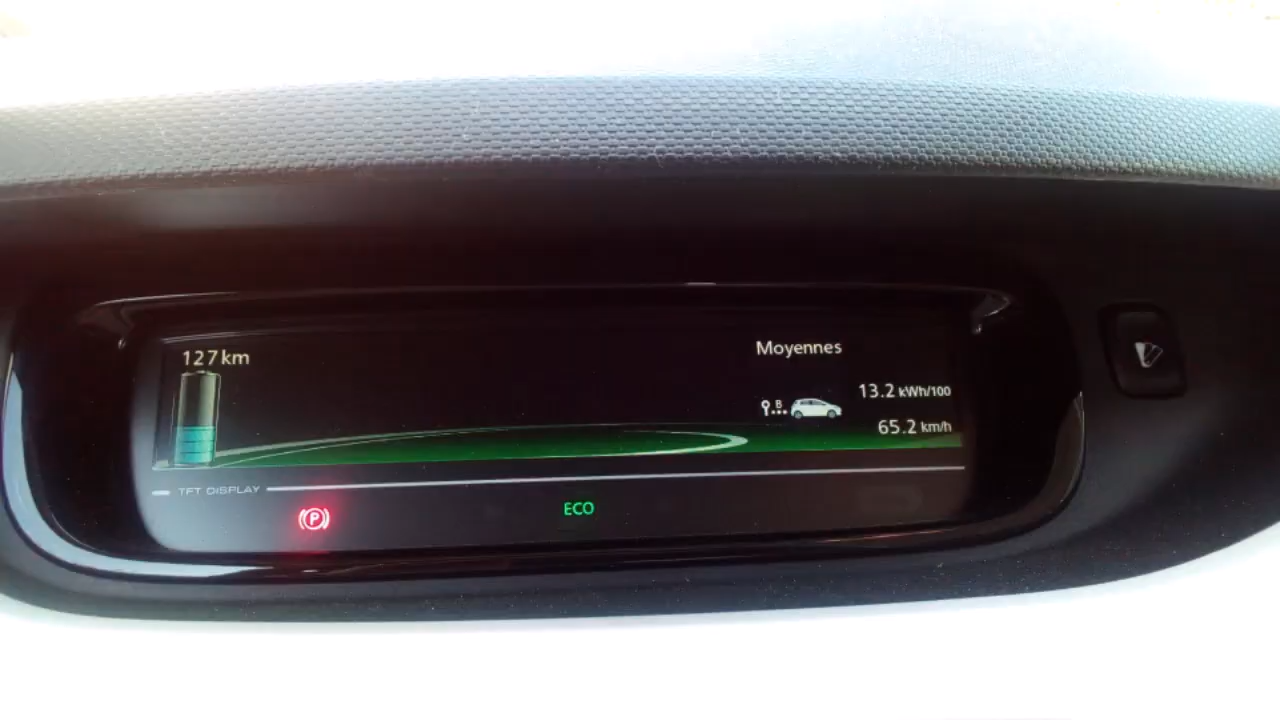 127 km
Moyennes
B
13.2 kWh/100
65.2 km/h
TFT DISPLAY
P
ECO